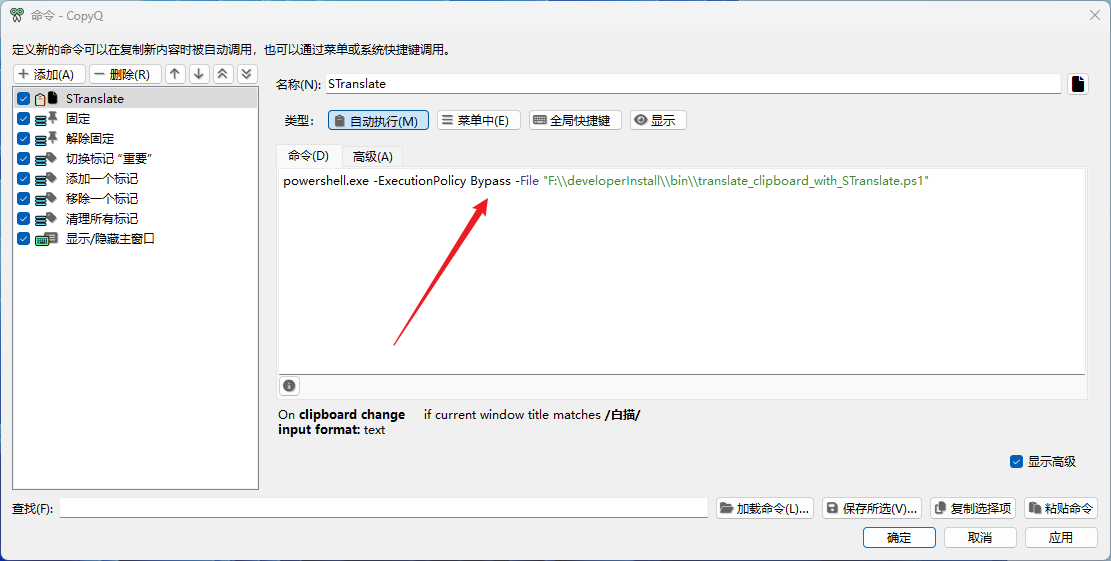 命令 - CopyQ
定义新的命令可以在复制新内容时被自动调用，也可以通过菜单或系统快捷键调用。
添加(A) 删除(R)
STranslate
固定
解除固定
切换标记 “重要”
添加一个标记
移除一个标记
清理所有标记
显示/隐藏主窗口
名称(N): STranslate
类型: 自动执行(M) 菜单中(E) 全局快捷键 显示
命令(D) 高级(A)
powershell.exe -ExecutionPolicy Bypass -File "F:\\developerInstall\\bin\\translate_clipboard_with_STranslate.ps1"
On clipboard change if current window title matches /白描/
input format: text
显示高级
查找(F): 加载命令(L)... 保存所选(V)... 复制选择项 粘贴命令
确定 取消 应用